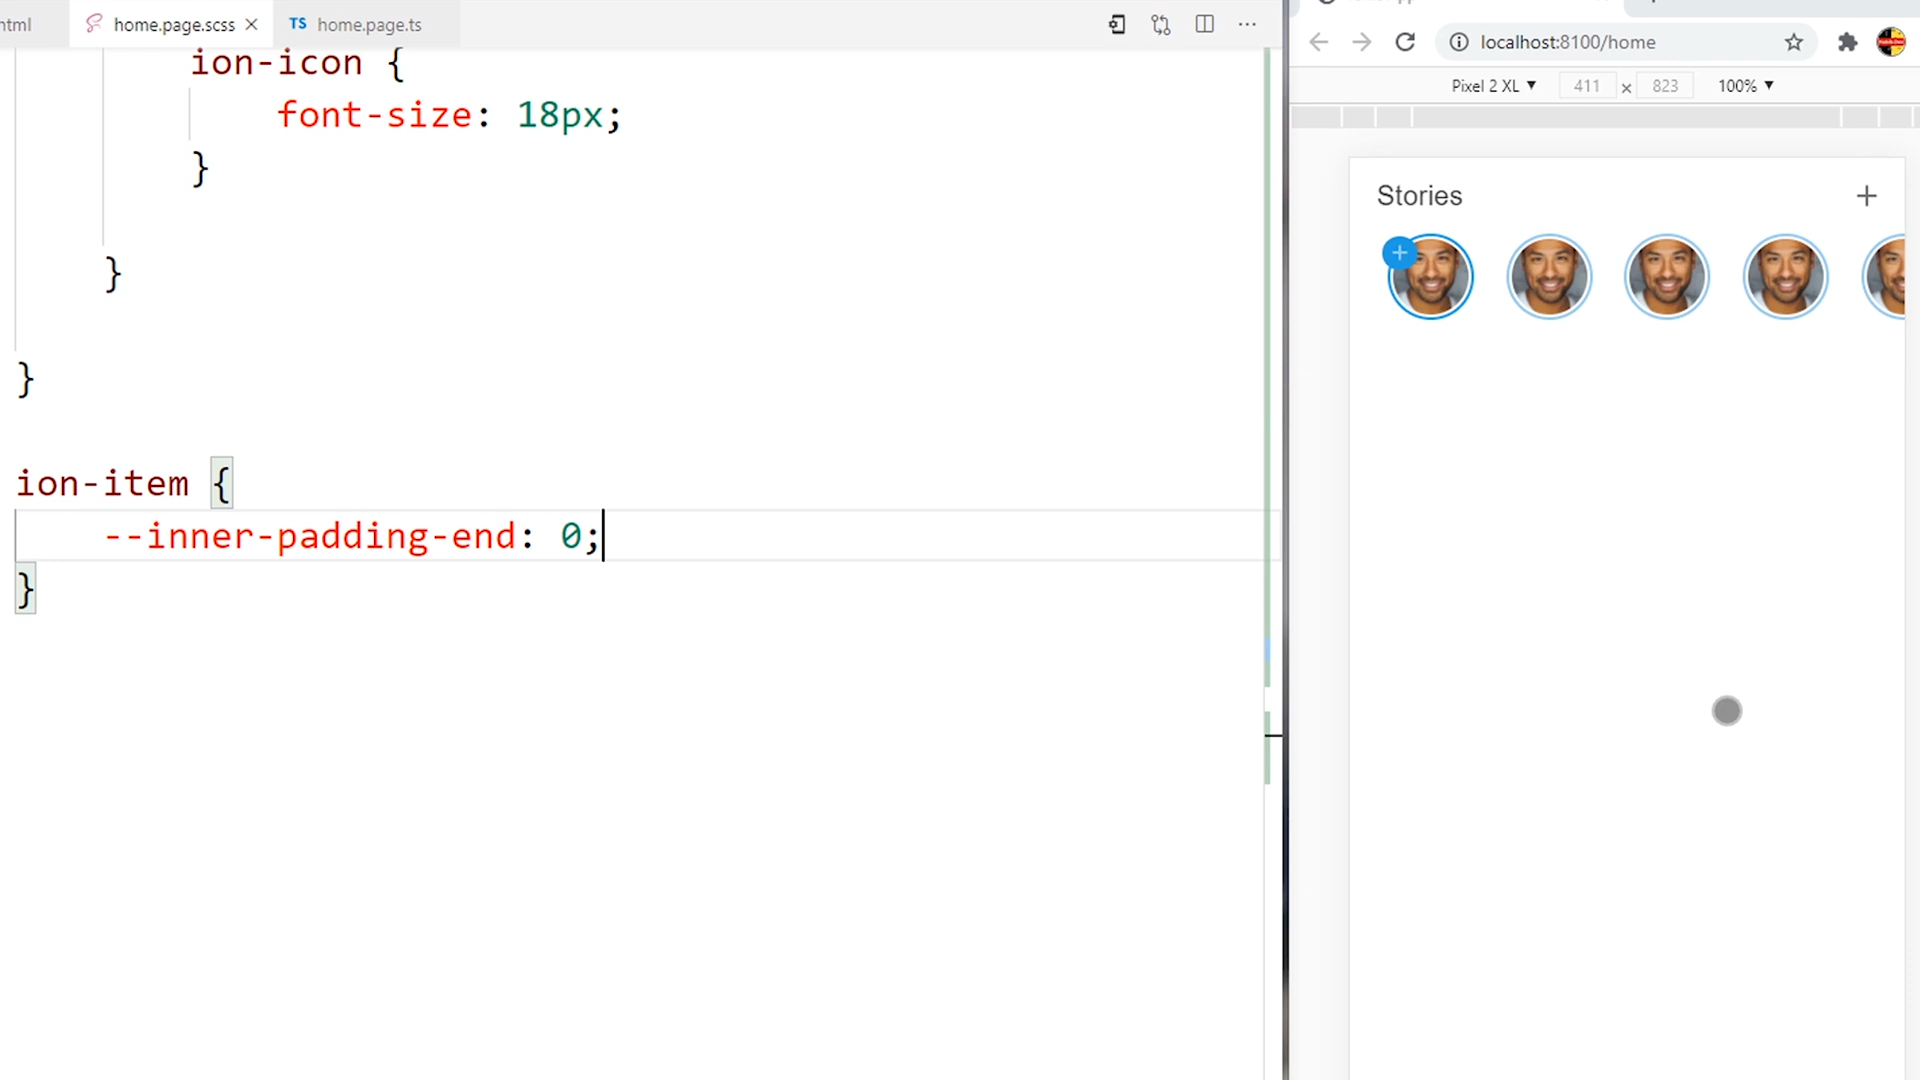 html
home.page.scss ×
TS home.page.ts
ion-icon {
font-size: 18px;
}
}
}
ion-item {
--inner-padding-end: 0;
}
localhost:8100/home
Pixel 2 XL ▼ 411 × 823 100% ▼
Stories +
+